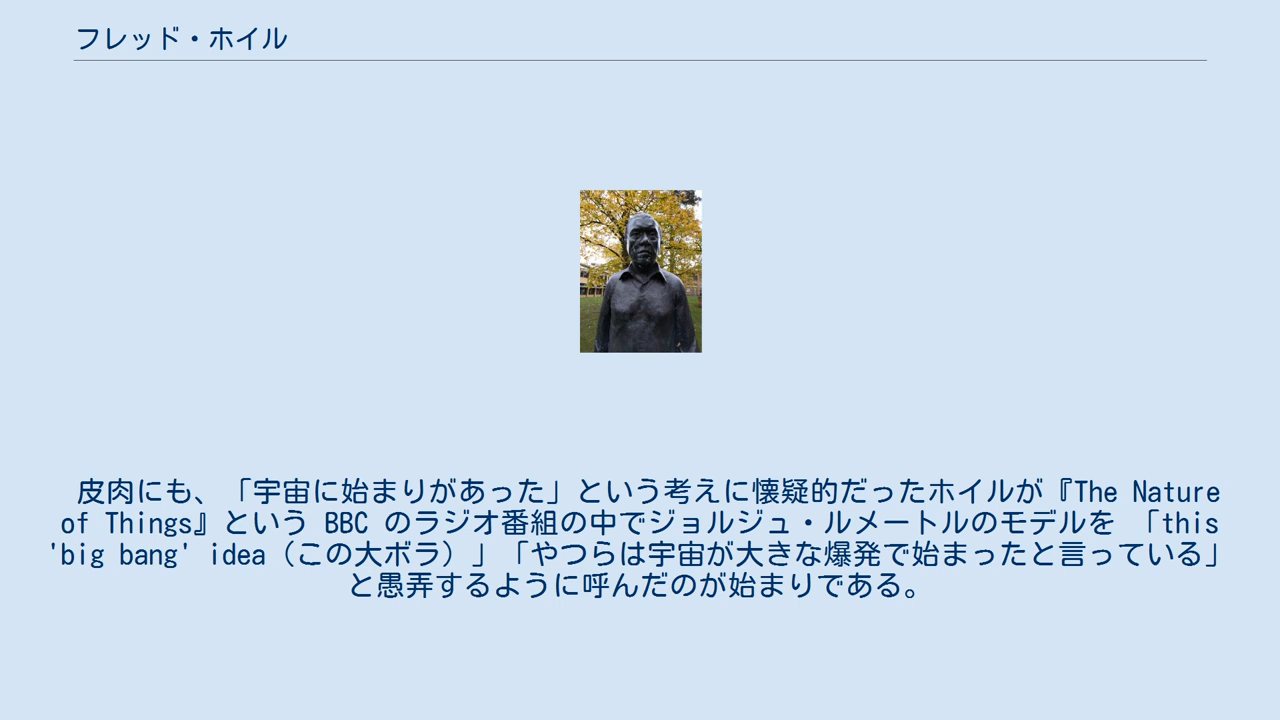 フレッド・ホイル
皮肉にも、「宇宙に始まりがあった」という考えに懐疑的だったホイルが『The Nature
of Things』という BBC のラジオ番組の中でジョルジュ・ルメートルのモデルを 「this
'big bang' idea（この大ボラ）」「やつらは宇宙が大きな爆発で始まったと言っている」
と愚弄するように呼んだのが始まりである。